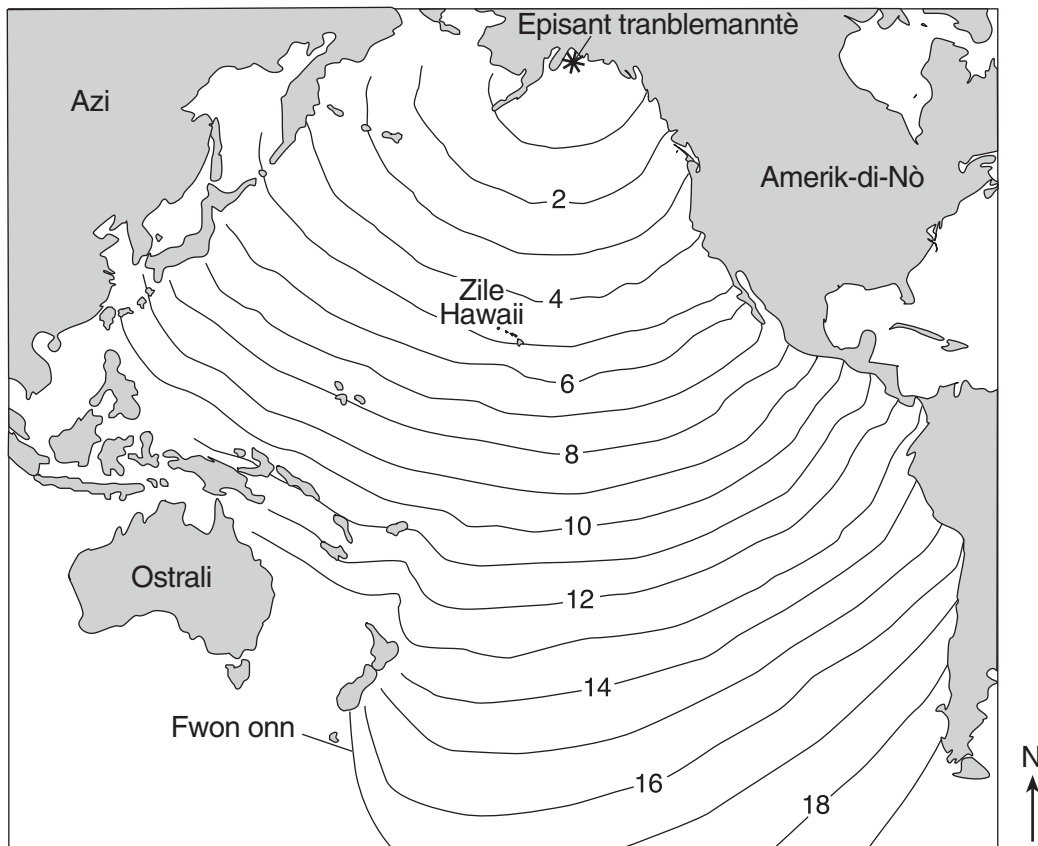 Episant tranblemanntè
Azi
Amerik-di-Nò
2
4
Zile
Hawaii
6
8
10
Ostrali
12
14
Fwon onn
16
18
N